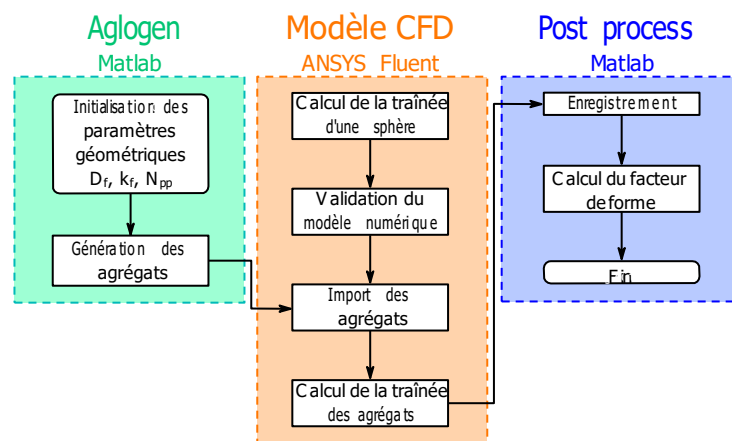 Aglogen
Matlab
Initialisation des
paramètres
géométriques
Df, kf, Npp
Génération des
agrégats
Modèle CFD
ANSYS Fluent
Calcul de la traînée
d'une sphère
Validation du
modèle numérique
Import des
agrégats
Calcul de la traînée
des agrégats
Post process
Matlab
Enregistrement
Calcul du facteur
de forme
Fin